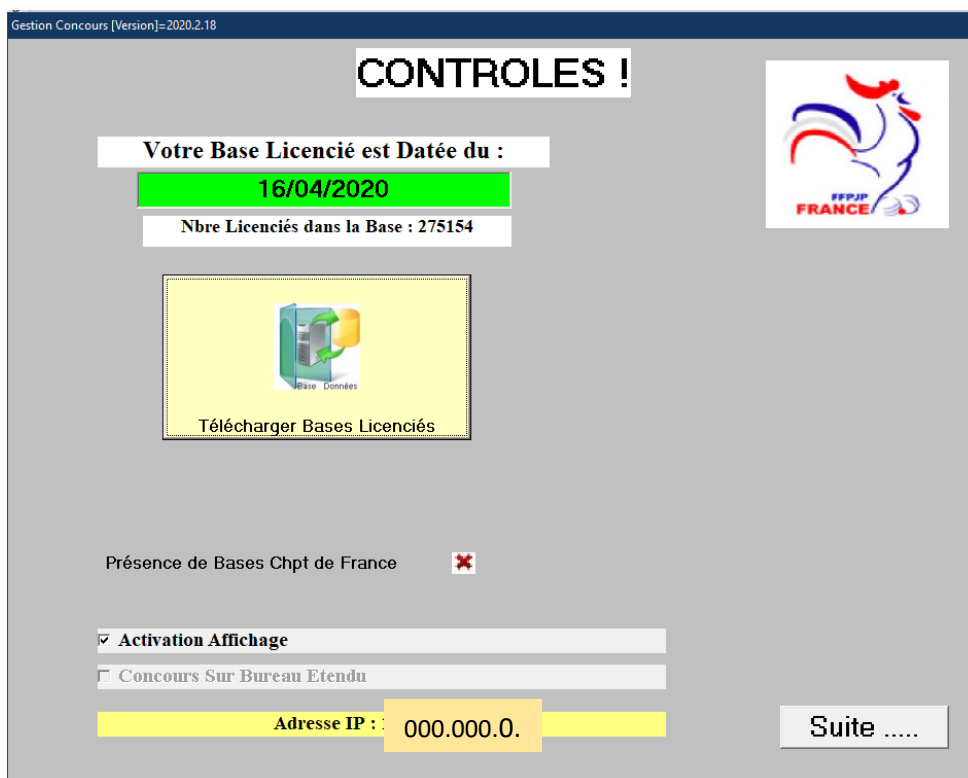 Gestion Concours [Version]=2020.2.18
CONTROLES !
Votre Base Licencié est Datée du :
16/04/2020
Nbre Licenciés dans la Base : 275154
FFPJP
FRANCE
Base Données
Télécharger Bases Licenciés
Présence de Bases Chpt de France
Activation Affichage
Concours Sur Bureau Etendu
Adresse IP : 000.000.0.
Suite .....